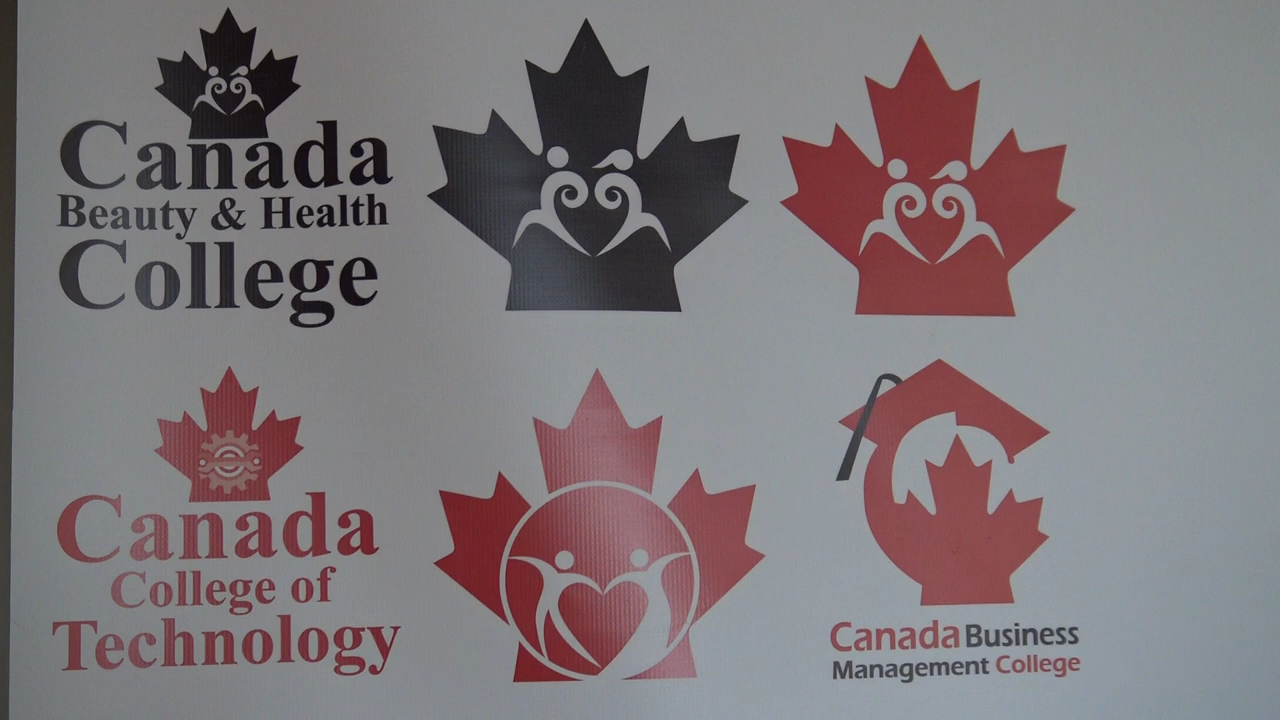 Canada
Beauty & Health
College
Canada
College of
Technology
Canada Business
Management College